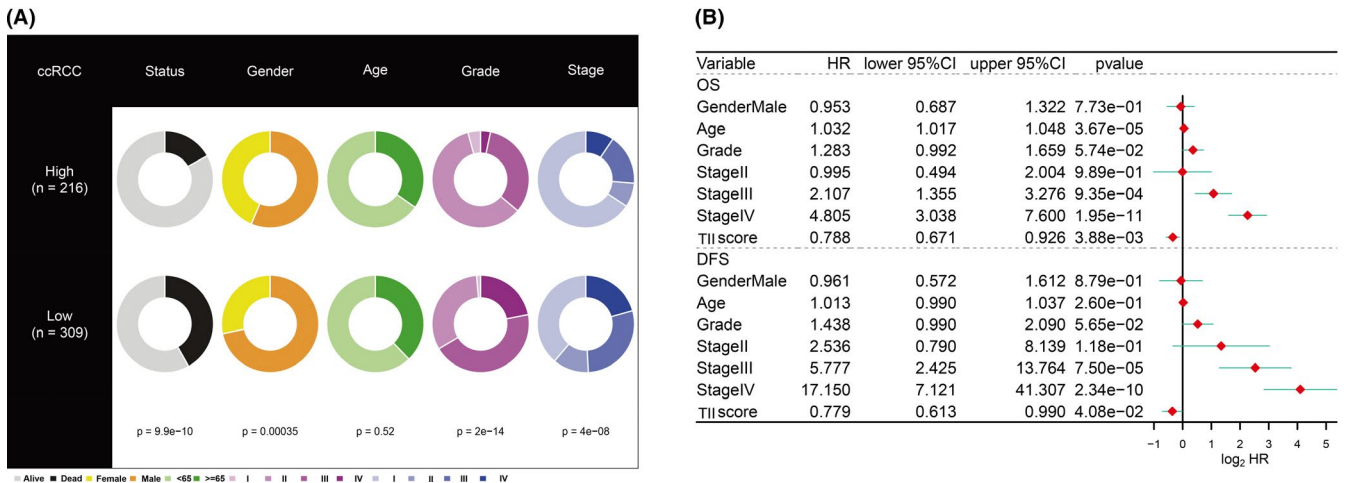 (A)
ccRCC Status Gender Age Grade Stage
High
(n = 216)
Low
(n = 309)
p = 9.9e−10 p = 0.00035 p = 0.52 p = 2e−14 p = 4e−08
Alive Dead Female Male <65 >=65 I II III IV I II III IV
(B)
Variable HR lower 95%CI upper 95%CI pvalue
OS
GenderMale 0.953 0.687 1.322 7.73e−01
Age 1.032 1.017 1.048 3.67e−05
Grade 1.283 0.992 1.659 5.74e−02
StageII 0.995 0.494 2.004 9.89e−01
StageIII 2.107 1.355 3.276 9.35e−04
StageIV 4.805 3.038 7.600 1.95e−11
TII score 0.788 0.671 0.926 3.88e−03
DFS
GenderMale 0.961 0.572 1.612 8.79e−01
Age 1.013 0.990 1.037 2.60e−01
Grade 1.438 0.990 2.090 5.65e−02
StageII 2.536 0.790 8.139 1.18e−01
StageIII 5.777 2.425 13.764 7.50e−05
StageIV 17.150 7.121 41.307 2.34e−10
TII score 0.779 0.613 0.990 4.08e−02
−1 0 1 2 3 4 5
log2 HR